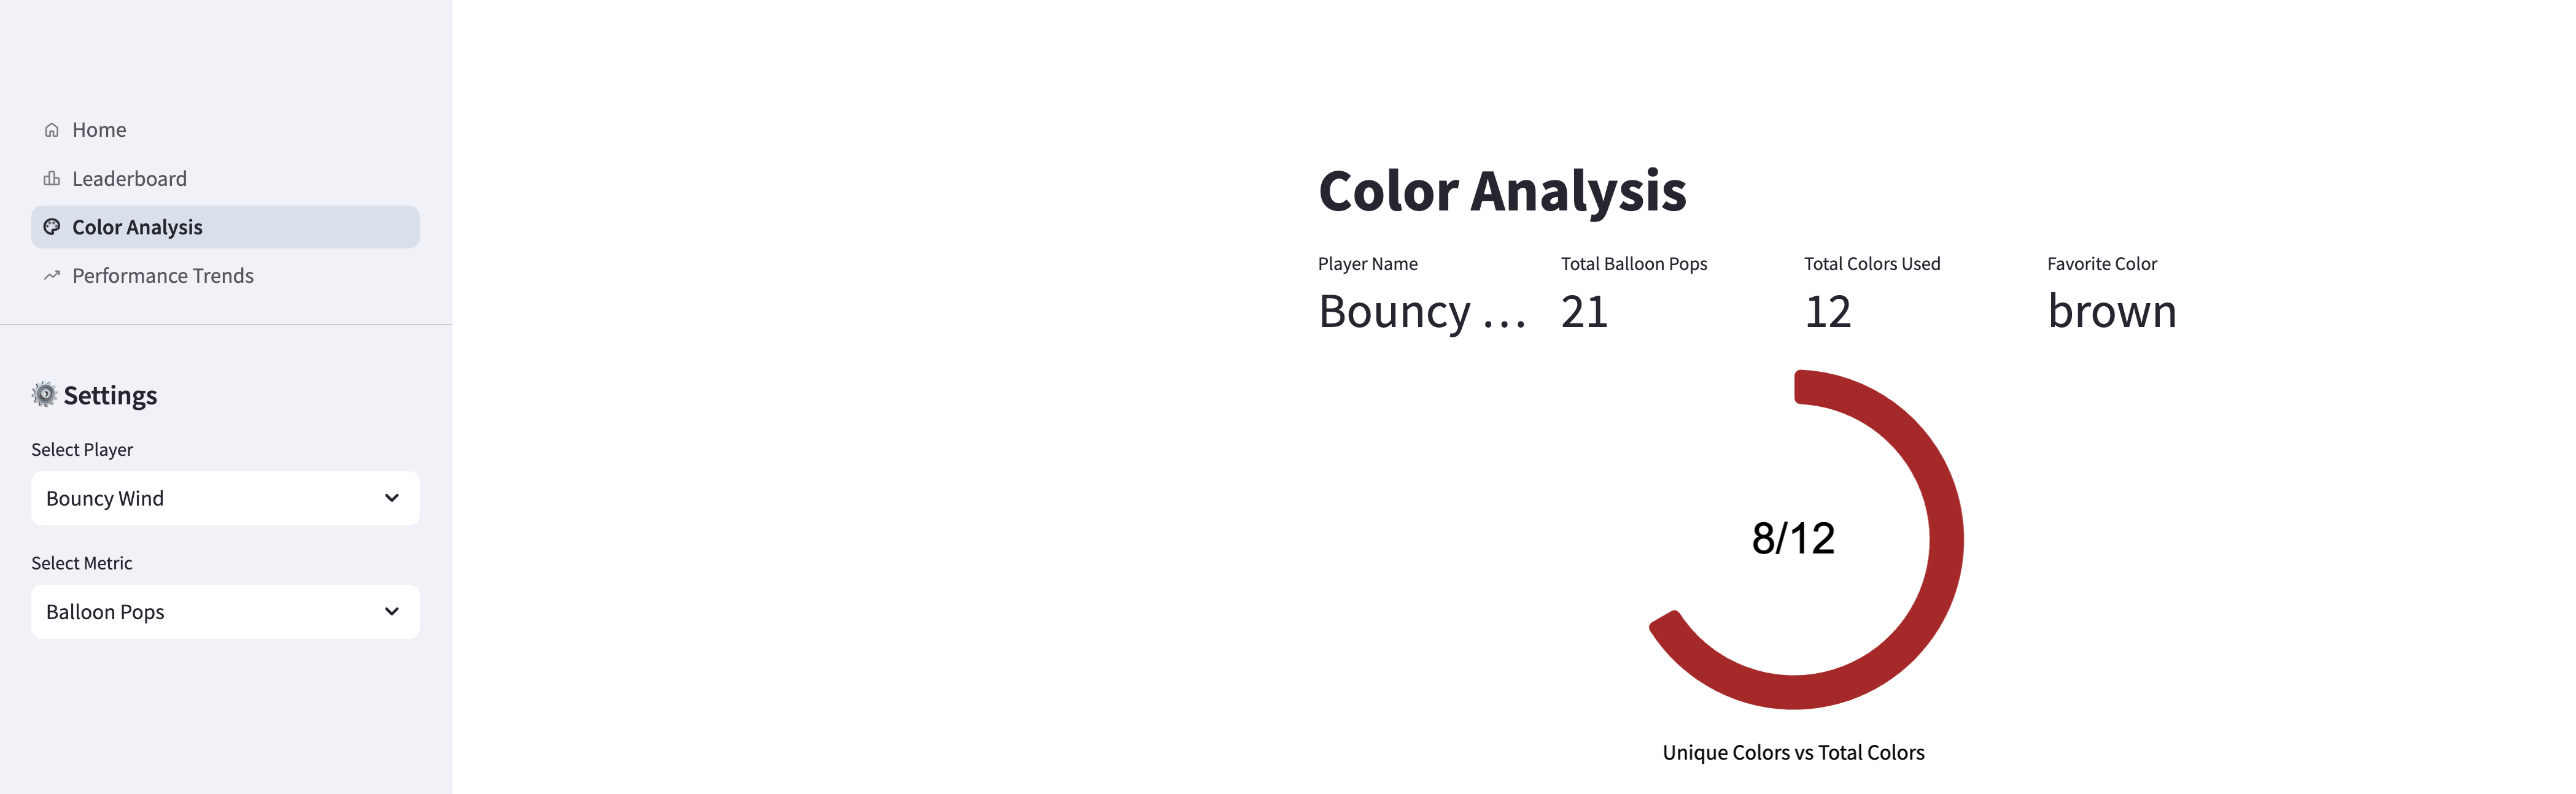 Home
Leaderboard
Color Analysis
Performance Trends
Settings
Select Player
Bouncy Wind
Select Metric
Balloon Pops
Color Analysis
Player Name
Bouncy ...
Total Balloon Pops
21
Total Colors Used
12
Favorite Color
brown
8/12
Unique Colors vs Total Colors